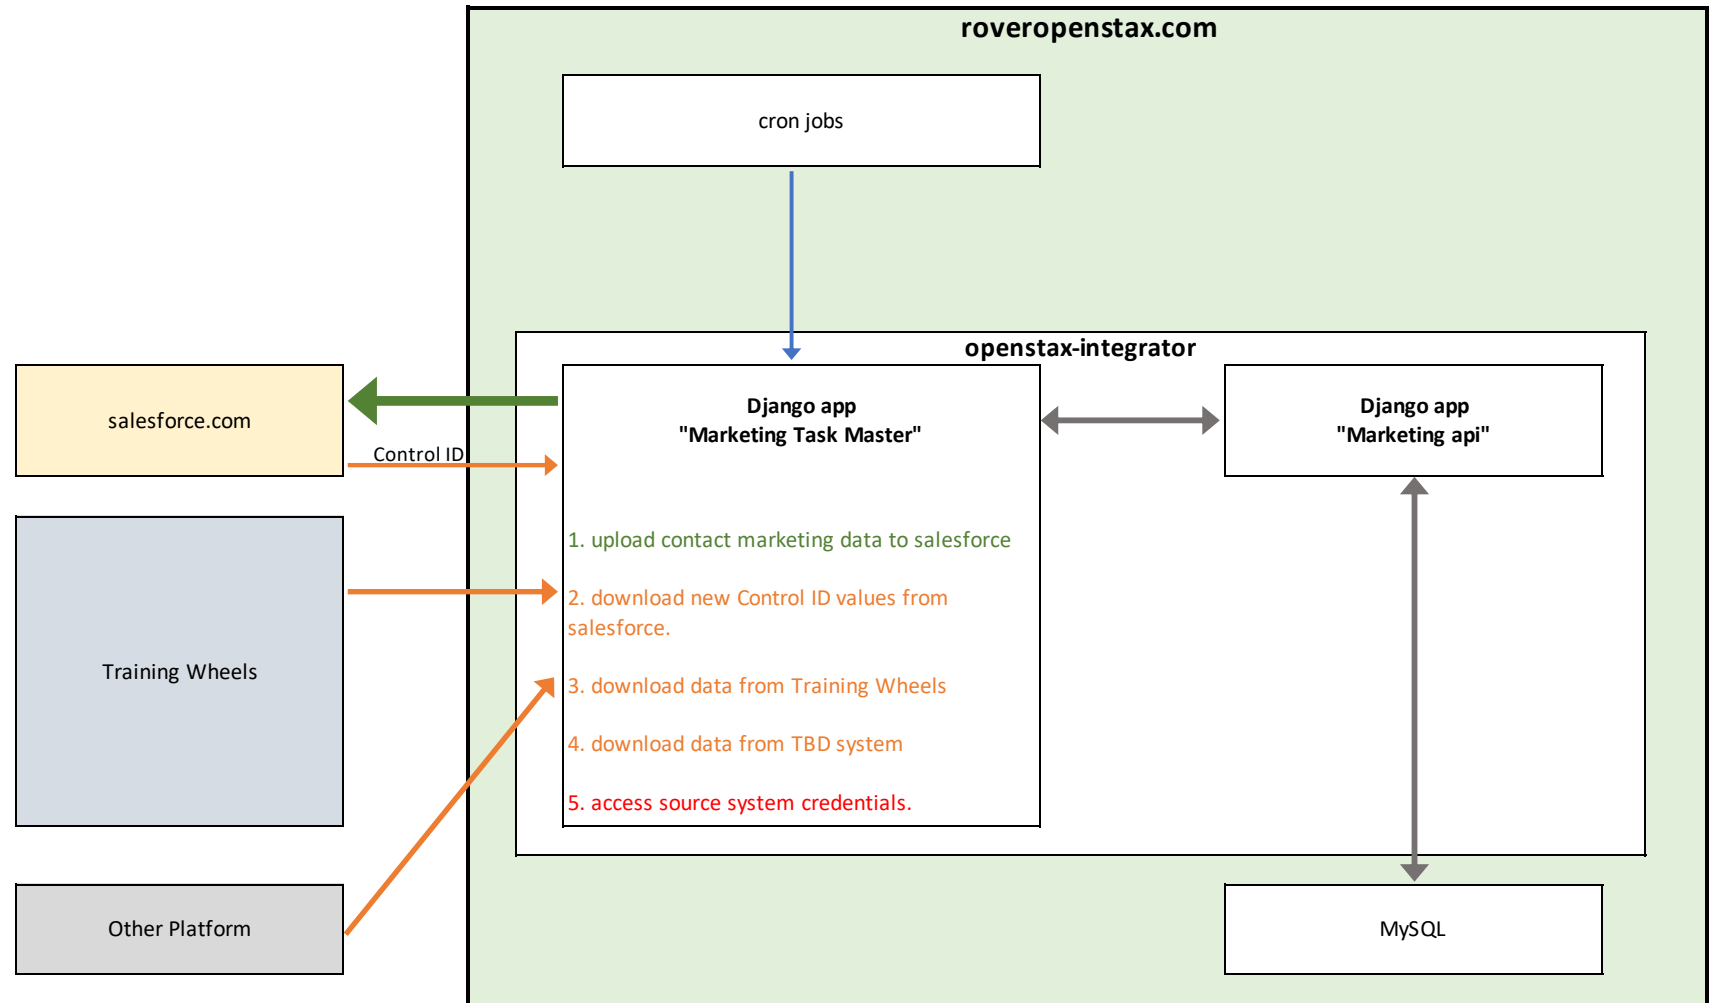 roveropenstax.com
cron jobs
openstax-integrator
salesforce.com
Control ID
Django app
"Marketing Task Master"
Django app
"Marketing api"
1. upload contact marketing data to salesforce
2. download new Control ID values from
salesforce.
Training Wheels
3. download data from Training Wheels
4. download data from TBD system
5. access source system credentials.
Other Platform
MySQL